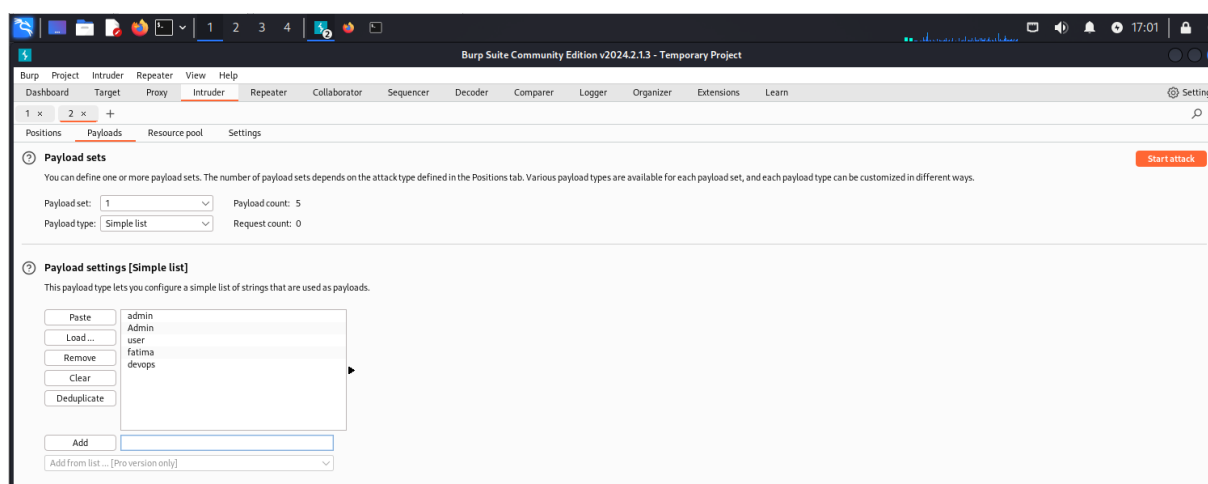 1 2 3 4 2 17:01
Burp Suite Community Edition v2024.2.1.3 - Temporary Project
Burp Project Intruder Repeater View Help
Dashboard Target Proxy Intruder Repeater Collaborator Sequencer Decoder Comparer Logger Organizer Extensions Learn Setting
1 × 2 × +
Positions Payloads Resource pool Settings
? Payload sets Start attack
You can define one or more payload sets. The number of payload sets depends on the attack type defined in the Positions tab. Various payload types are available for each payload set, and each payload type can be customized in different ways.
Payload set: 1 Payload count: 5
Payload type: Simple list Request count: 0
? Payload settings [Simple list]
This payload type lets you configure a simple list of strings that are used as payloads.
Paste admin
Admin
Load ... user
Remove fatima
devops
Clear
Deduplicate
Add
Add from list ... [Pro version only]